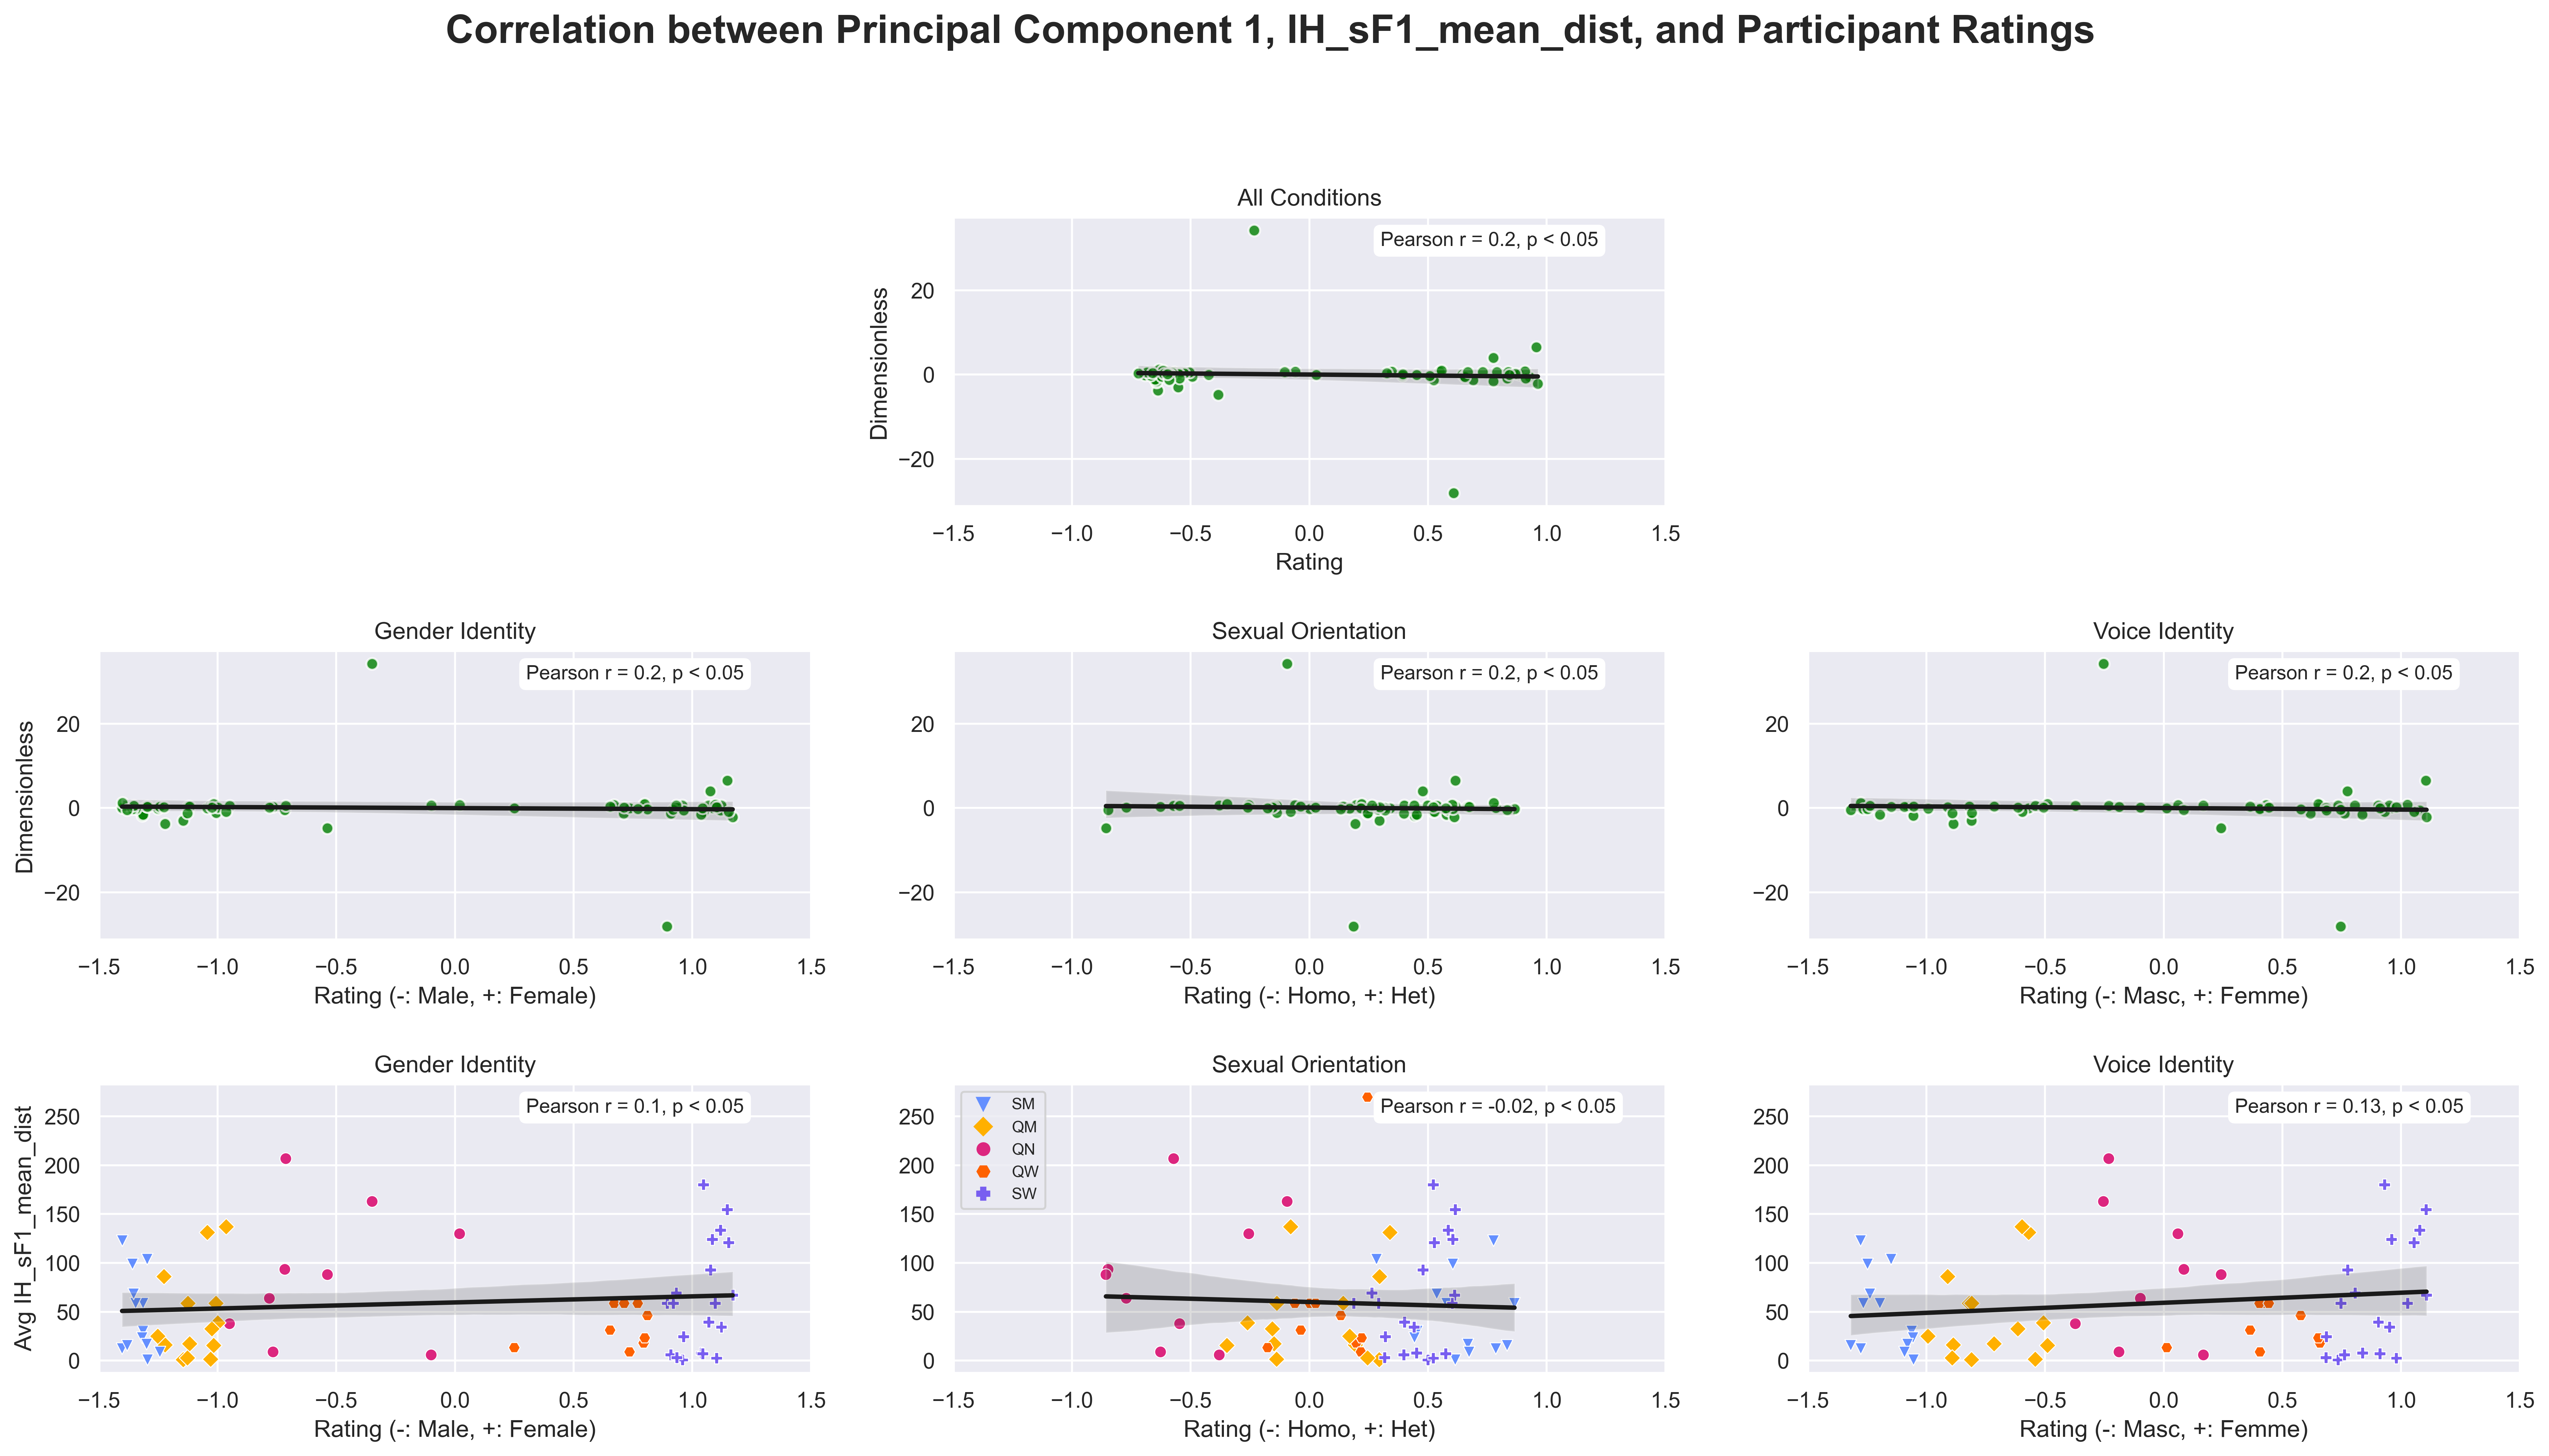 Correlation between Principal Component 1, IH_sF1_mean_dist, and Participant Ratings
All Conditions
Pearson r = 0.2, p < 0.05
Dimensionless
20
0
−20
−1.5 −1.0 −0.5 0.0 0.5 1.0 1.5
Rating
Gender Identity
Pearson r = 0.2, p < 0.05
Dimensionless
20
0
−20
−1.5 −1.0 −0.5 0.0 0.5 1.0 1.5
Rating (-: Male, +: Female)
Sexual Orientation
Pearson r = 0.2, p < 0.05
20
0
−20
−1.5 −1.0 −0.5 0.0 0.5 1.0 1.5
Rating (-: Homo, +: Het)
Voice Identity
Pearson r = 0.2, p < 0.05
20
0
−20
−1.5 −1.0 −0.5 0.0 0.5 1.0 1.5
Rating (-: Masc, +: Femme)
Gender Identity
Pearson r = 0.1, p < 0.05
Avg IH_sF1_mean_dist
250
200
150
100
50
0
−1.5 −1.0 −0.5 0.0 0.5 1.0 1.5
Rating (-: Male, +: Female)
Sexual Orientation
Pearson r = -0.02, p < 0.05
SM
QM
QN
QW
SW
250
200
150
100
50
0
−1.5 −1.0 −0.5 0.0 0.5 1.0 1.5
Rating (-: Homo, +: Het)
Voice Identity
Pearson r = 0.13, p < 0.05
250
200
150
100
50
0
−1.5 −1.0 −0.5 0.0 0.5 1.0 1.5
Rating (-: Masc, +: Femme)